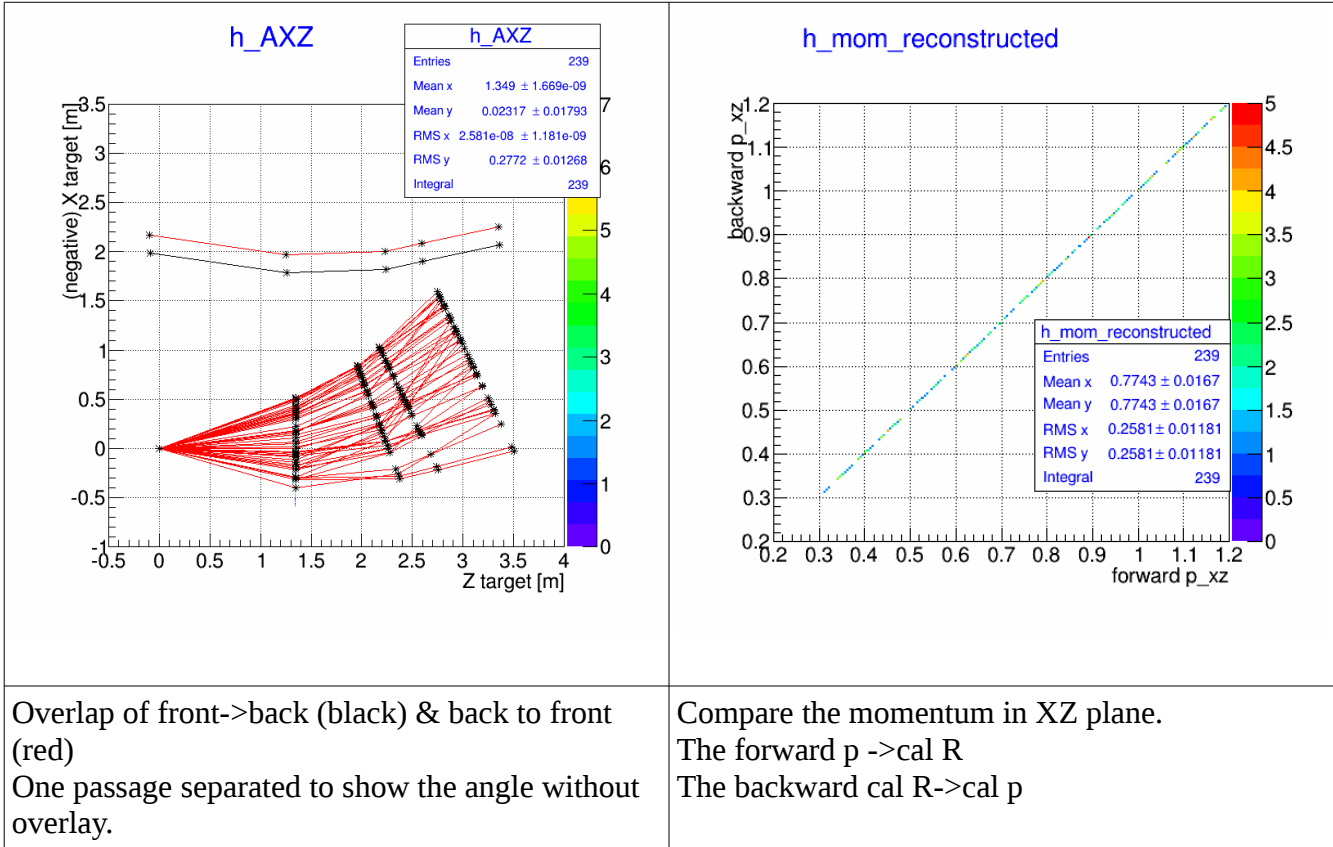 h_AXZ
h_AXZ
Entries 239
Mean x 1.349 ± 1.669e-09
Mean y 0.02317 ± 0.01793
RMS x 2.581e-08 ± 1.181e-09
RMS y 0.2772 ± 0.01268
Integral 239
(negative) X target [m]
3.5
3
2.5
2
1.5
1
0.5
0
-0.5
-1
-0.5 0 0.5 1 1.5 2 2.5 3 3.5 4
Z target [m]
7
6
5
4
3
2
1
0
h_mom_reconstructed
backward p_xz
1.2
1.1
1
0.9
0.8
0.7
0.6
0.5
0.4
0.3
0.2
0.2 0.3 0.4 0.5 0.6 0.7 0.8 0.9 1 1.1 1.2
forward p_xz
h_mom_reconstructed
Entries 239
Mean x 0.7743 ± 0.0167
Mean y 0.7743 ± 0.0167
RMS x 0.2581 ± 0.01181
RMS y 0.2581 ± 0.01181
Integral 239
5
4.5
4
3.5
3
2.5
2
1.5
1
0.5
0
Overlap of front->back (black) & back to front
(red)
One passage separated to show the angle without
overlay.
Compare the momentum in XZ plane.
The forward p ->cal R
The backward cal R->cal p